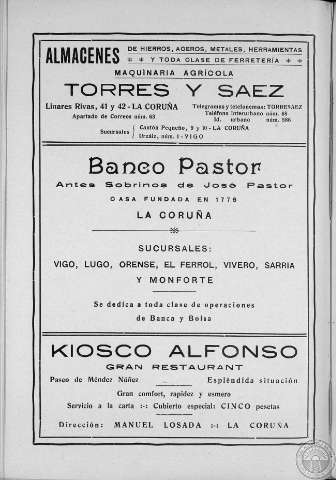 ALMACENES DE HIERROS, ACEROS, METALES, HERRAMIENTAS
Y TODA CLASE DE FERRETERÍA
MAQUINARIA AGRÍCOLA
TORRES Y SAEZ
Linares Rivas, 41 y 42 - LA CORUÑA
Apartado de Correos núm. 63
Telegramas y telefonemas: TORRESAEZ
Teléfono interurbano núm. 88
Id. urbano núm. 586
Sucursales
Cantón Pequeño, 9 y 10 - LA CORUÑA
núm. 1 - VIGO
Banco Pastor
Antes Sobrinos de José Pastor
CASA FUNDADA EN 1776
LA CORUÑA
SUCURSALES:
VIGO, LUGO, ORENSE, EL FERROL, VIVERO, SARRIA
Y MONFORTE
Se dedica a toda clase de operaciones
de Banca y Bolsa
KIOSCO ALFONSO
GRAN RESTAURANT
Paseo de Méndez Núñez Espléndida situación
Gran comfort, rapidez y esmero
Servicio a la carta :-: Cubierto especial: CINCO pesetas
Dirección: MANUEL LOSADA :-: LA CORUÑA